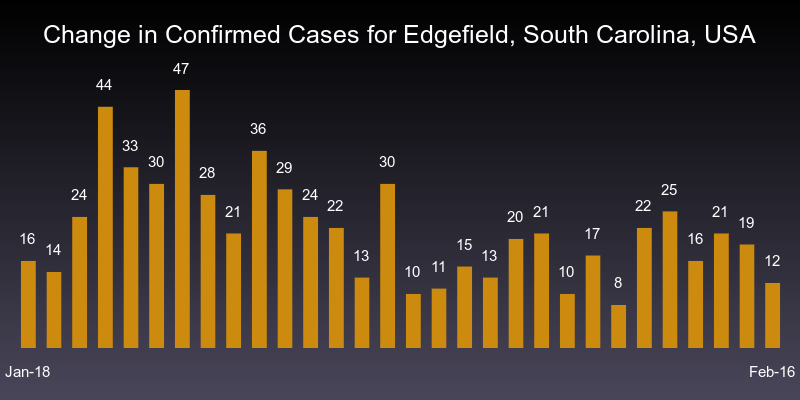 Change in Confirmed Cases for Edgefield, South Carolina, USA
16 14 24 44 33 30 47 28 21 36 29 24 22 13 30 10 11 15 13 20 21 10 17 8 22 25 16 21 19 12
Jan-18 Feb-16